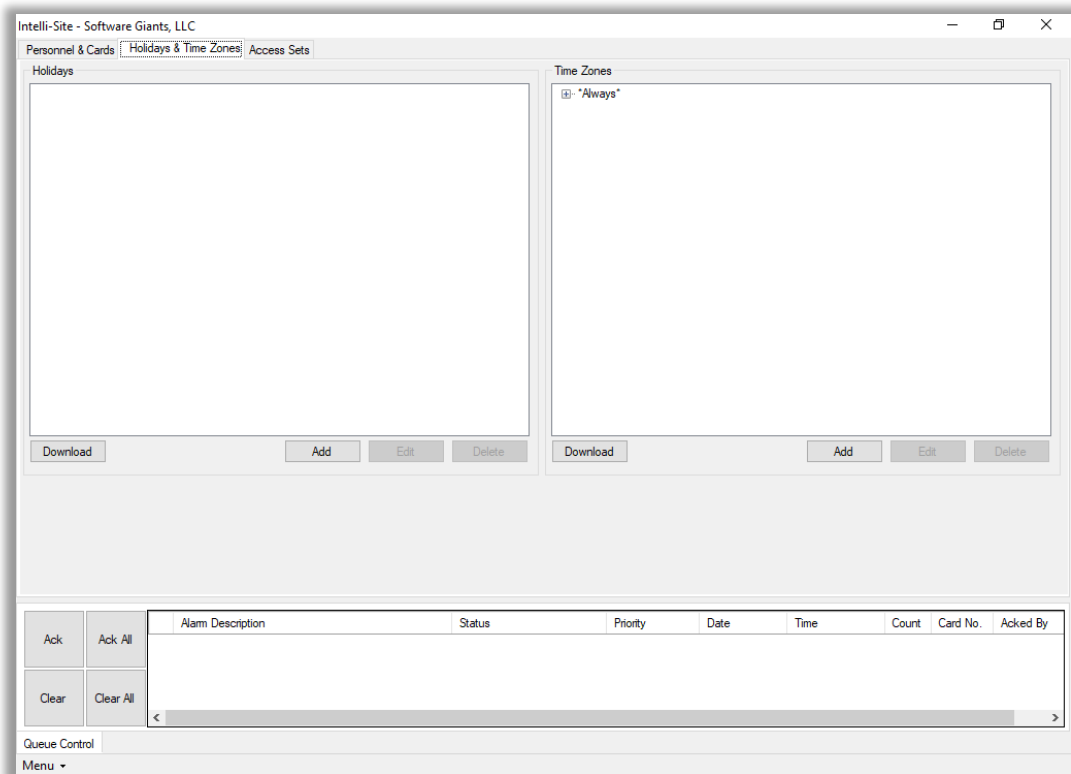 Intelli-Site - Software Giants, LLC
Personnel & Cards Holidays & Time Zones Access Sets
Holidays
Time Zones
*Always*
Download Add Edit Delete
Download Add Edit Delete
Ack Ack All
Clear Clear All
Alarm Description Status Priority Date Time Count Card No. Acked By
Queue Control
Menu